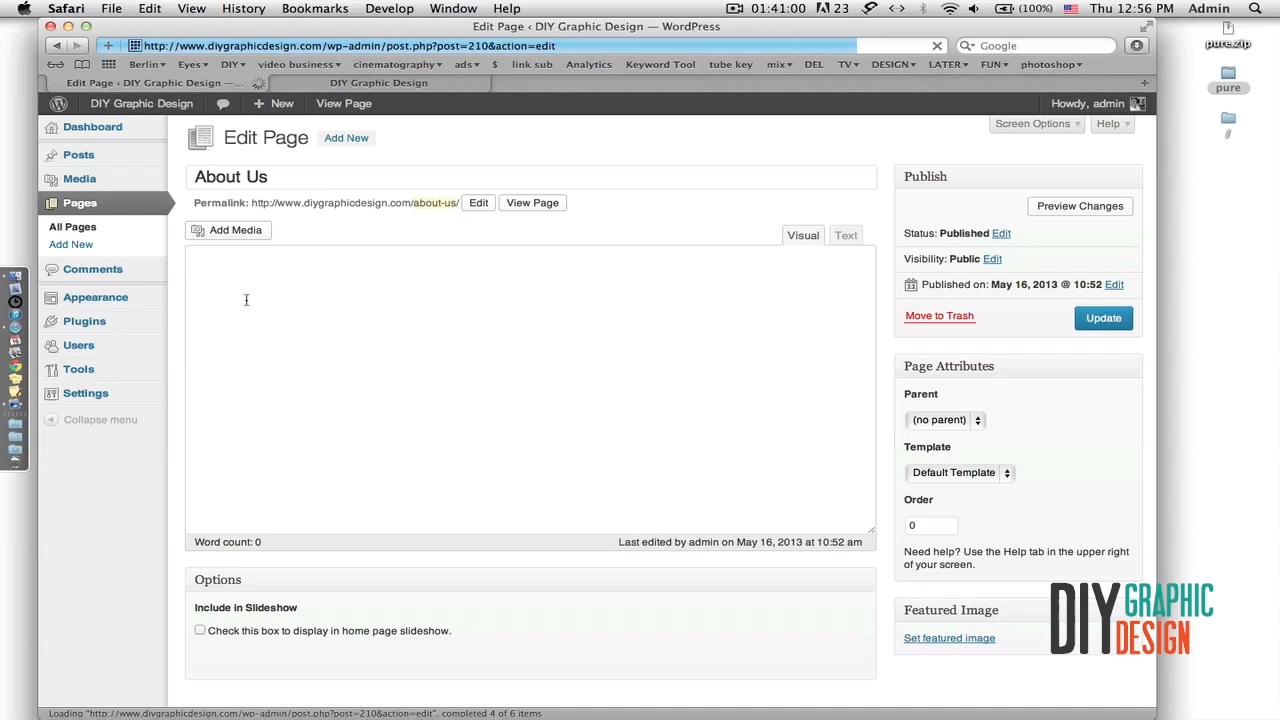 Safari File Edit View History Bookmarks Develop Window Help 01:41:00 23 (100%) Thu 12:56 PM Admin
Edit Page ‹ DIY Graphic Design — WordPress
http://www.diygraphicdesign.com/wp-admin/post.php?post=210&action=edit
Google
Berlin Eyes DIY video business cinematography ads $ link sub Analytics Keyword Tool tube key mix DEL TV DESIGN LATER FUN photoshop
Edit Page ‹ DIY Graphic Design —...
DIY Graphic Design
DIY Graphic Design + New View Page Howdy, admin
Dashboard
Posts
Media
Pages
All Pages
Add New
Comments
Appearance
Plugins
Users
Tools
Settings
Collapse menu
Screen Options Help
Edit Page Add New
About Us
Permalink: http://www.diygraphicdesign.com/about-us/ Edit View Page
Add Media
Visual Text
Word count: 0
Last edited by admin on May 16, 2013 at 10:52 am
Options
Include in Slideshow
Check this box to display in home page slideshow.
Publish
Preview Changes
Status: Published Edit
Visibility: Public Edit
Published on: May 16, 2013 @ 10:52 Edit
Move to Trash Update
Page Attributes
Parent
(no parent)
Template
Default Template
Order
0
Need help? Use the Help tab in the upper right
of your screen.
Featured Image
Set featured image
DIY GRAPHIC
DESIGN
pure.zip
pure
//
Loading "http://www.diygraphicdesign.com/wp-admin/post.php?post=210&action=edit", completed 4 of 6 items